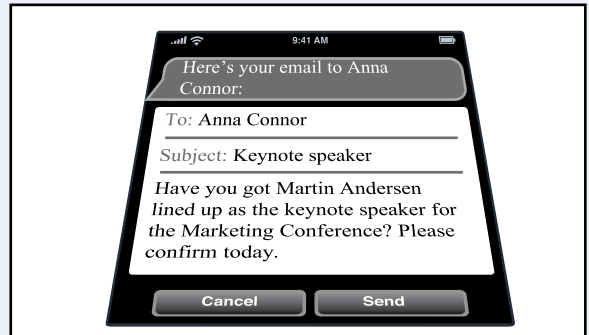 9:41 AM
Here's your email to Anna
Connor:
To: Anna Connor
Subject: Keynote speaker
Have you got Martin Andersen
lined up as the keynote speaker for
the Marketing Conference? Please
confirm today.
Cancel Send